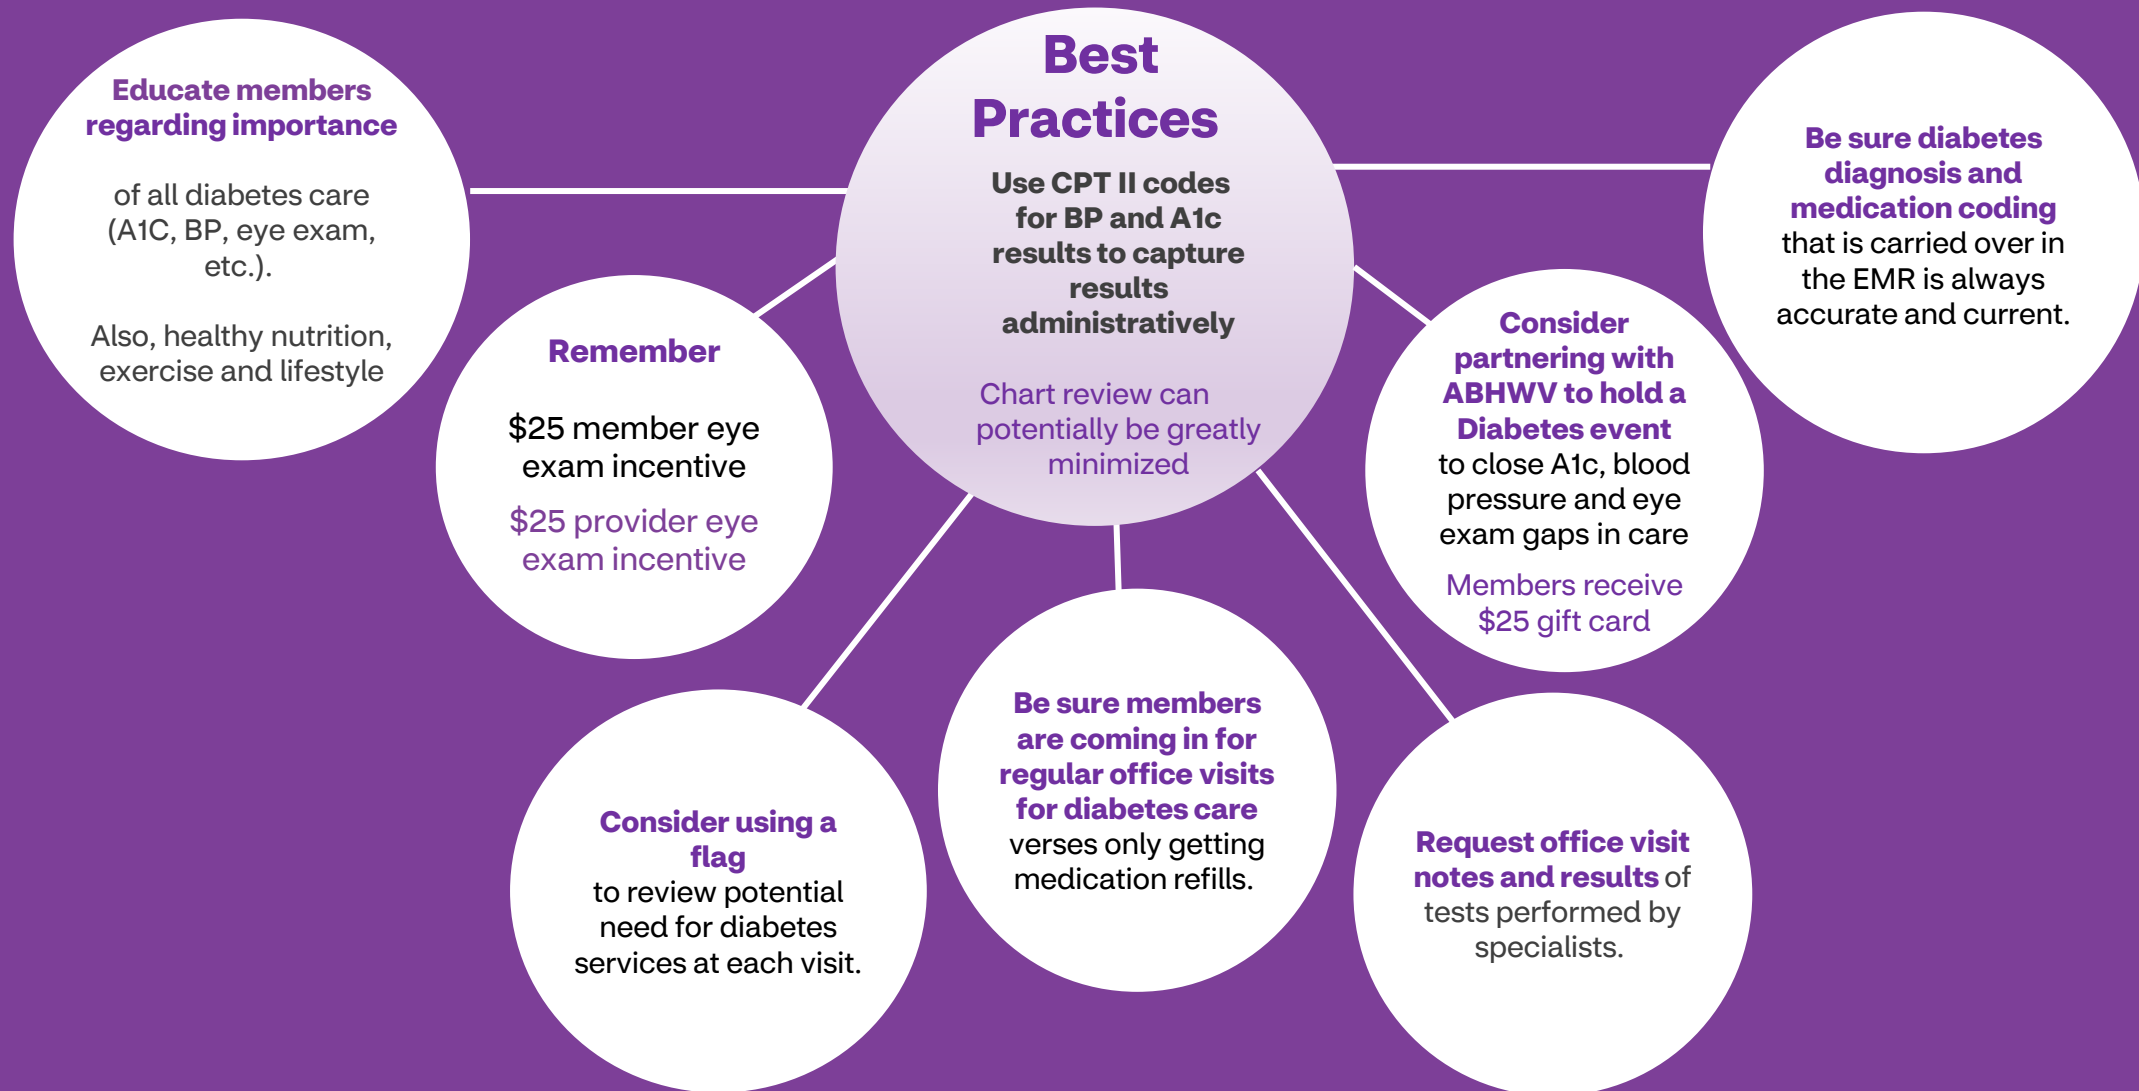 Best
Practices
Use CPT II codes
for BP and A1c
results to capture
results
administratively
Chart review can
potentially be greatly
minimized
Educate members
regarding importance
of all diabetes care
(A1C, BP, eye exam,
etc.).
Also, healthy nutrition,
exercise and lifestyle
Remember
$25 member eye
exam incentive
$25 provider eye
exam incentive
Consider using a
flag
to review potential
need for diabetes
services at each visit.
Be sure members
are coming in for
regular office visits
for diabetes care
verses only getting
medication refills.
Request office visit
notes and results of
tests performed by
specialists.
Consider
partnering with
ABHWV to hold a
Diabetes event
to close A1c, blood
pressure and eye
exam gaps in care
Members receive
$25 gift card
Be sure diabetes
diagnosis and
medication coding
that is carried over in
the EMR is always
accurate and current.